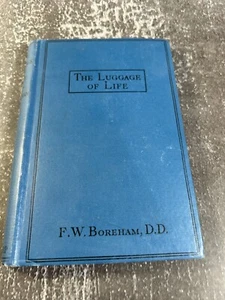 The Luggage
of Life
F. W. Boreham, D.D.